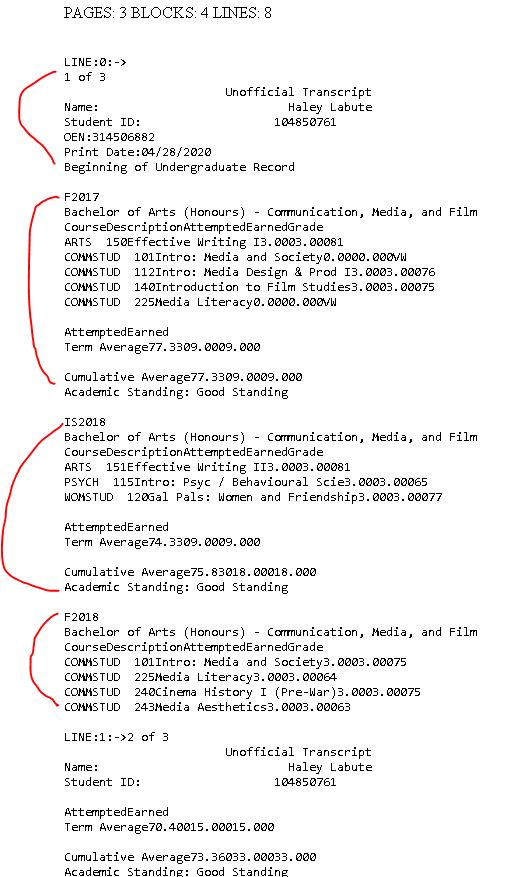 PAGES: 3 BLOCKS: 4 LINES: 8
LINE:0:->
1 of 3
Unofficial Transcript
Name: Haley Labute
Student ID: 104850761
OEN:314506882
Print Date:04/28/2020
Beginning of Undergraduate Record
F2017
Bachelor of Arts (Honours) - Communication, Media, and Film
CourseDescriptionAttemptedEarnedGrade
ARTS 150Effective Writing I3.0003.00081
COMMSTUD 101Intro: Media and Society0.0000.000VW
COMMSTUD 112Intro: Media Design & Prod I3.0003.00076
COMMSTUD 140Introduction to Film Studies3.0003.00075
COMMSTUD 225Media Literacy0.0000.000VW
AttemptedEarned
Term Average77.3309.0009.000
Cumulative Average77.3309.0009.000
Academic Standing: Good Standing
IS2018
Bachelor of Arts (Honours) - Communication, Media, and Film
CourseDescriptionAttemptedEarnedGrade
ARTS 151Effective Writing II3.0003.00081
PSYCH 115Intro: Psyc / Behavioural Scie3.0003.00065
WOMSTUD 120Gal Pals: Women and Friendship3.0003.00077
AttemptedEarned
Term Average74.3309.0009.000
Cumulative Average75.83018.00018.000
Academic Standing: Good Standing
F2018
Bachelor of Arts (Honours) - Communication, Media, and Film
CourseDescriptionAttemptedEarnedGrade
COMMSTUD 101Intro: Media and Society3.0003.00075
COMMSTUD 225Media Literacy3.0003.00064
COMMSTUD 240Cinema History I (Pre-War)3.0003.00075
COMMSTUD 243Media Aesthetics3.0003.00063
LINE:1:->2 of 3
Unofficial Transcript
Name: Haley Labute
Student ID: 104850761
AttemptedEarned
Term Average70.40015.00015.000
Cumulative Average73.36033.00033.000
Academic Standing: Good Standing